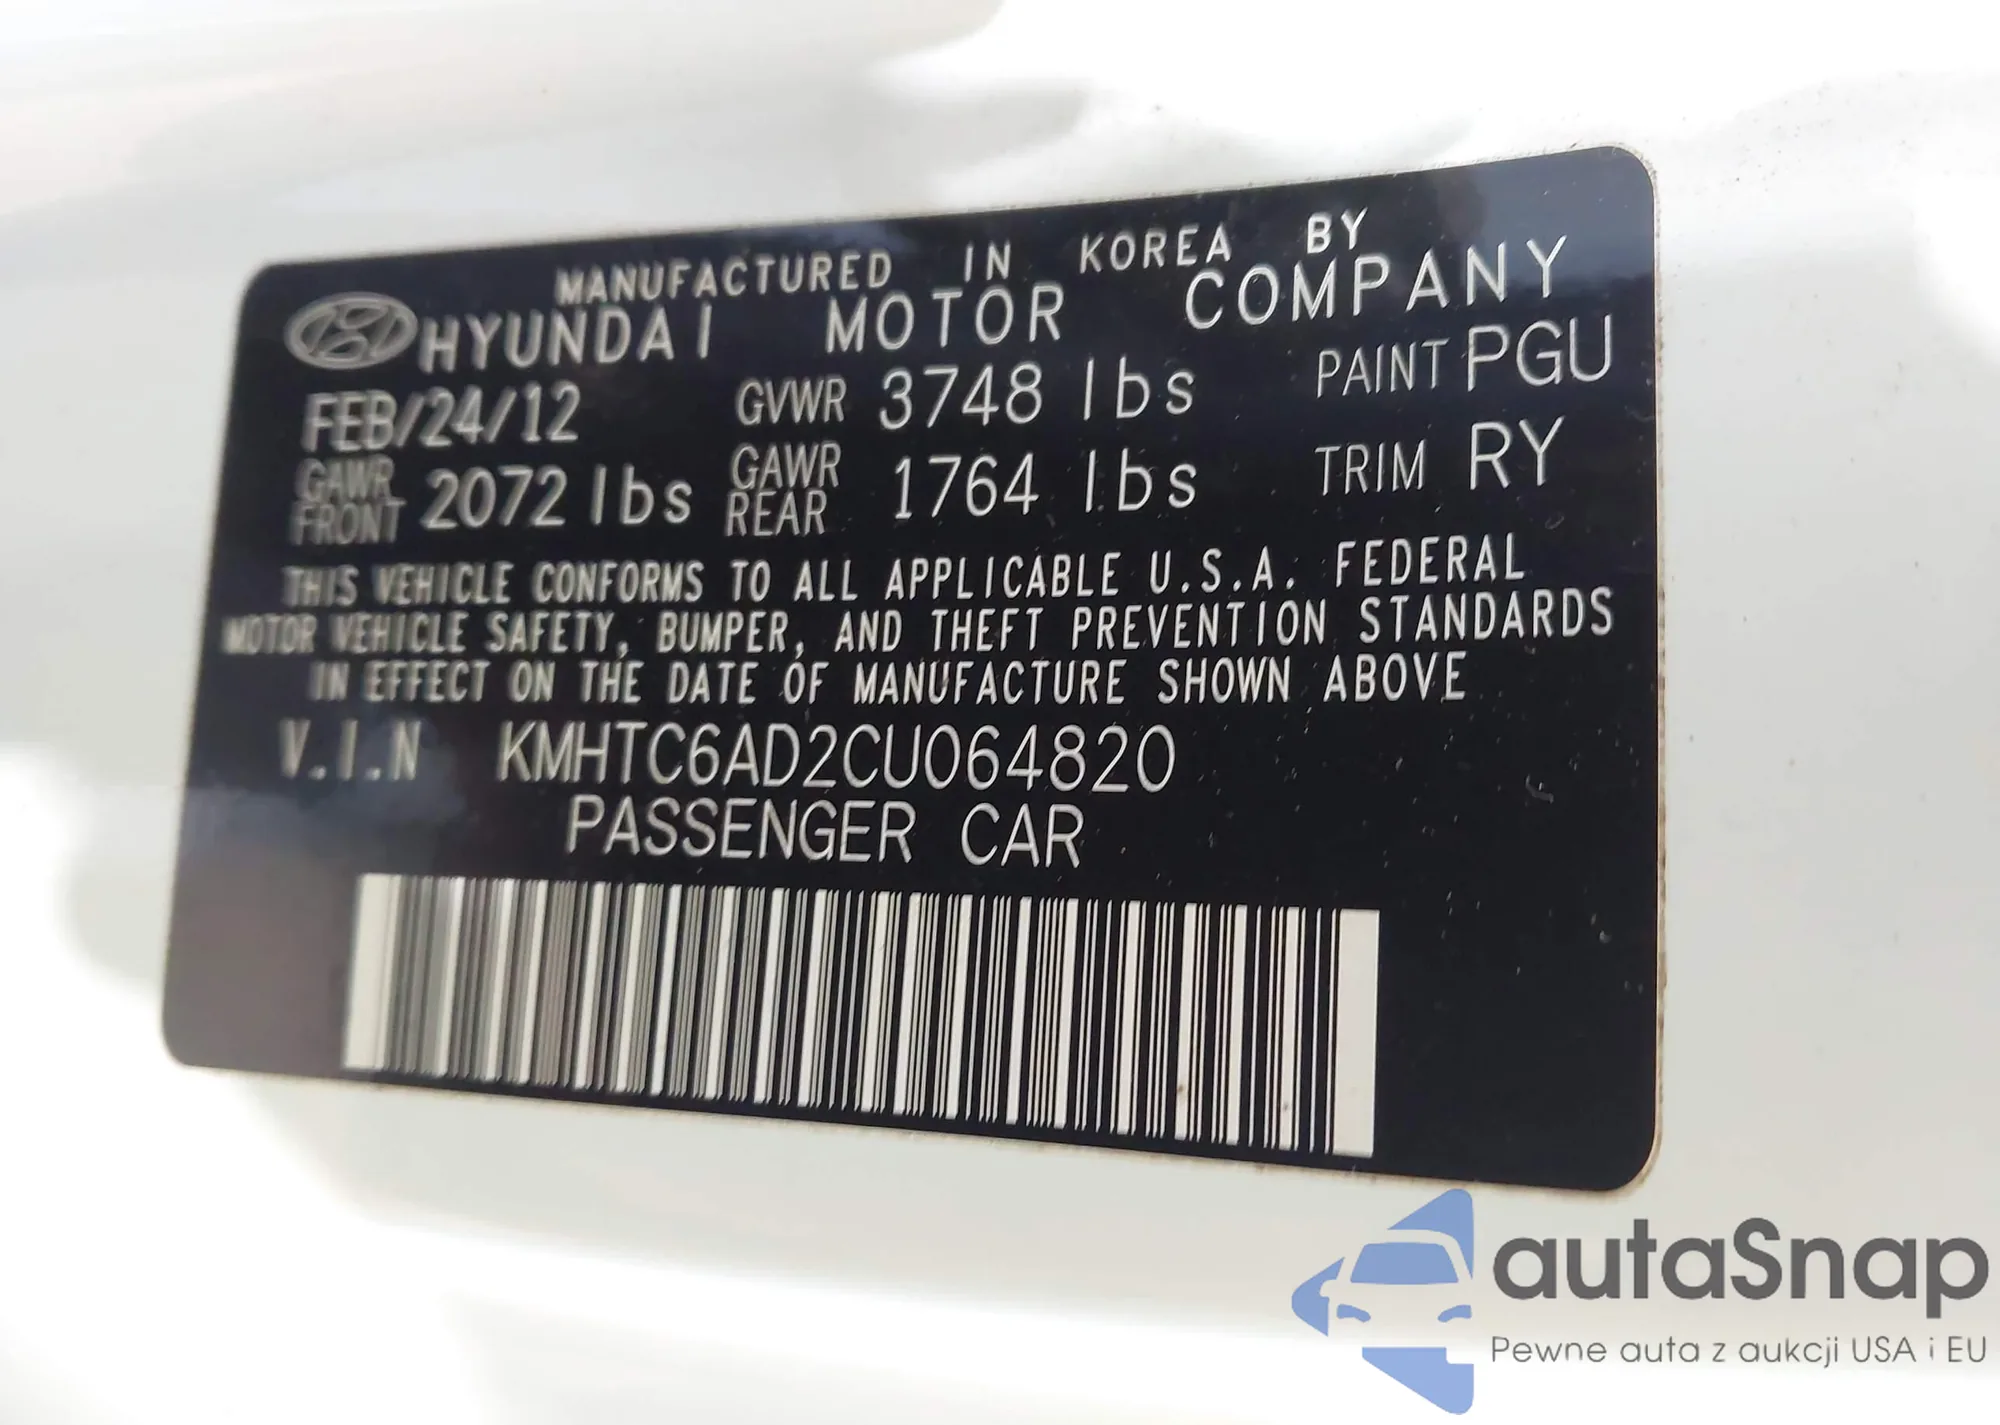 MANUFACTURED IN KOREA BY
HYUNDAI MOTOR COMPANY
FEB/24/12 GVWR 3748 lbs PAINT PGU
GAWR FRONT 2072 lbs GAWR REAR 1764 lbs TRIM RY
THIS VEHICLE CONFORMS TO ALL APPLICABLE U.S.A. FEDERAL
MOTOR VEHICLE SAFETY, BUMPER, AND THEFT PREVENTION STANDARDS
IN EFFECT ON THE DATE OF MANUFACTURE SHOWN ABOVE
V.I.N KMHTC6AD2CU064820
PASSENGER CAR
autaSnap
Pewne auta z aukcji USA i EU